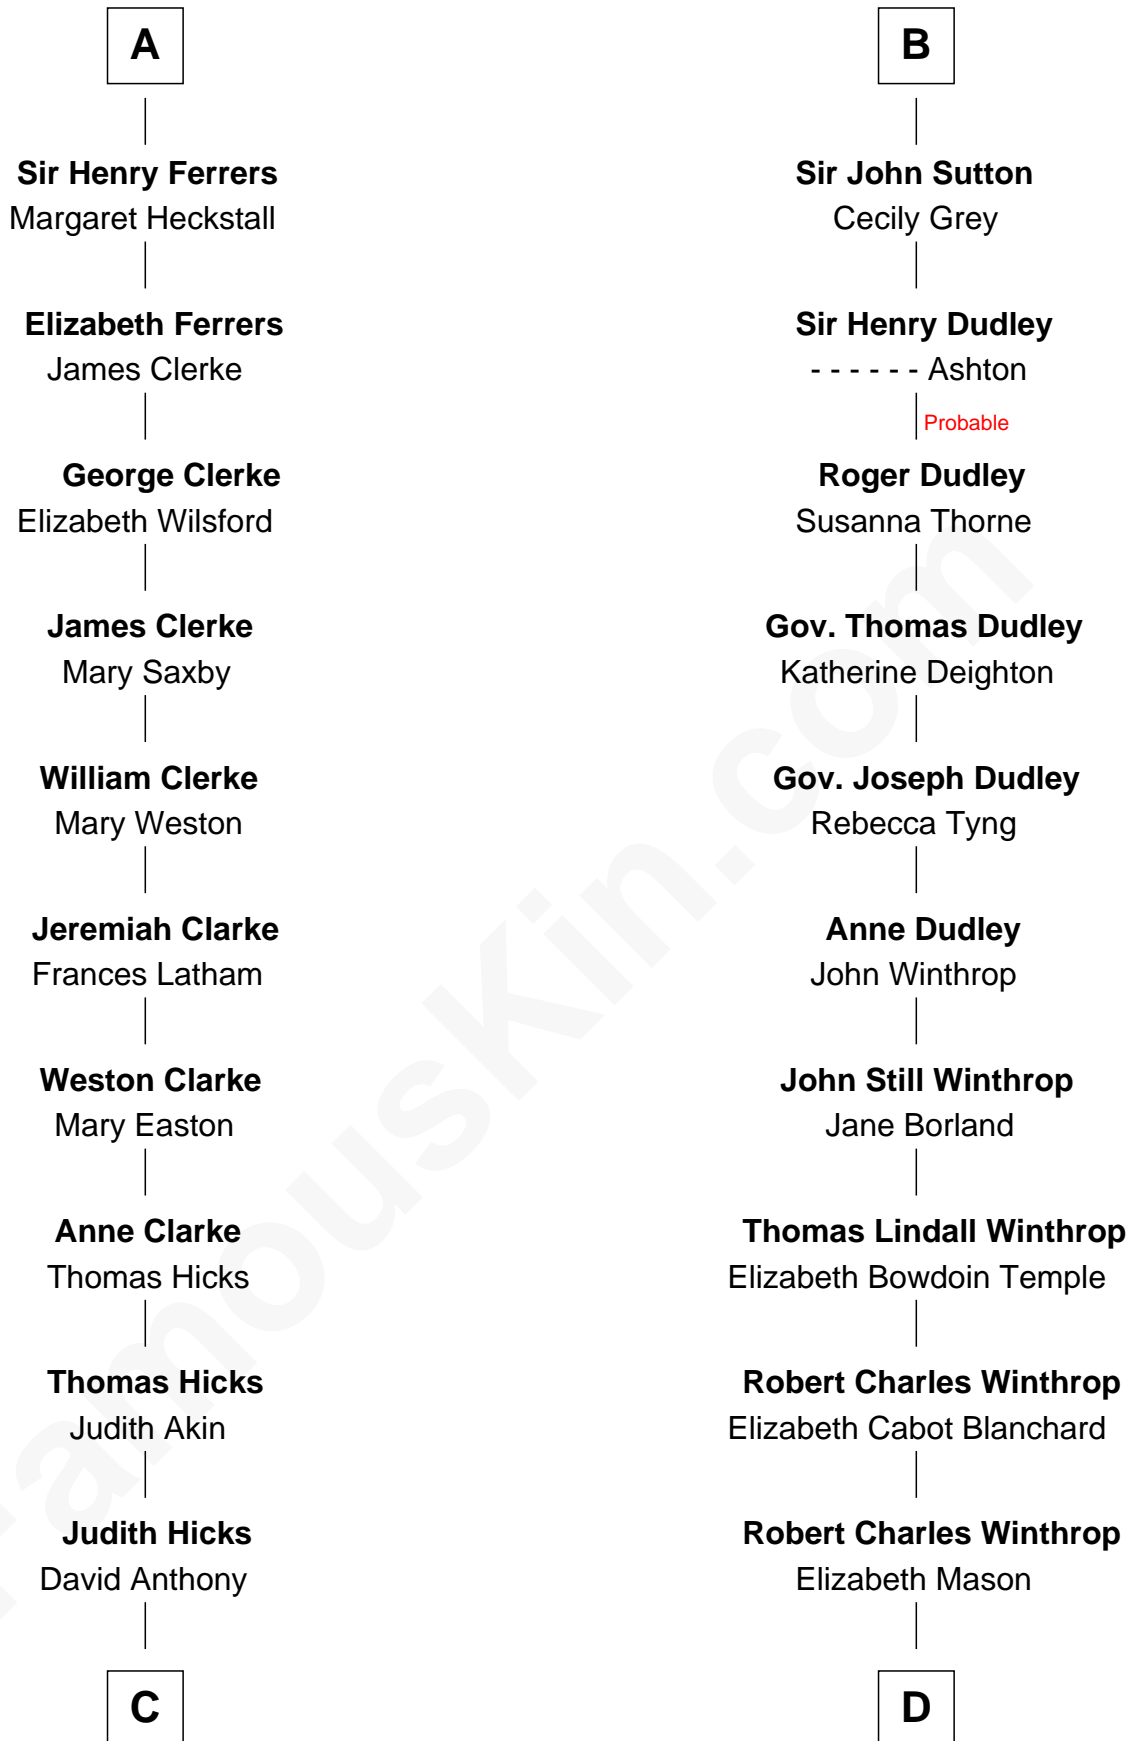 A
Sir Henry Ferrers
Margaret Heckstall
Elizabeth Ferrers
James Clerke
George Clerke
Elizabeth Wilsford
James Clerke
Mary Saxby
William Clerke
Mary Weston
Jeremiah Clarke
Frances Latham
Weston Clarke
Mary Easton
Anne Clarke
Thomas Hicks
Thomas Hicks
Judith Akin
Judith Hicks
David Anthony
C
B
Sir John Sutton
Cecily Grey
Sir Henry Dudley
- - - - - - Ashton
Probable
Roger Dudley
Susanna Thorne
Gov. Thomas Dudley
Katherine Deighton
Gov. Joseph Dudley
Rebecca Tyng
Anne Dudley
John Winthrop
John Still Winthrop
Jane Borland
Thomas Lindall Winthrop
Elizabeth Bowdoin Temple
Robert Charles Winthrop
Elizabeth Cabot Blanchard
Robert Charles Winthrop
Elizabeth Mason
D
FamousKin.com